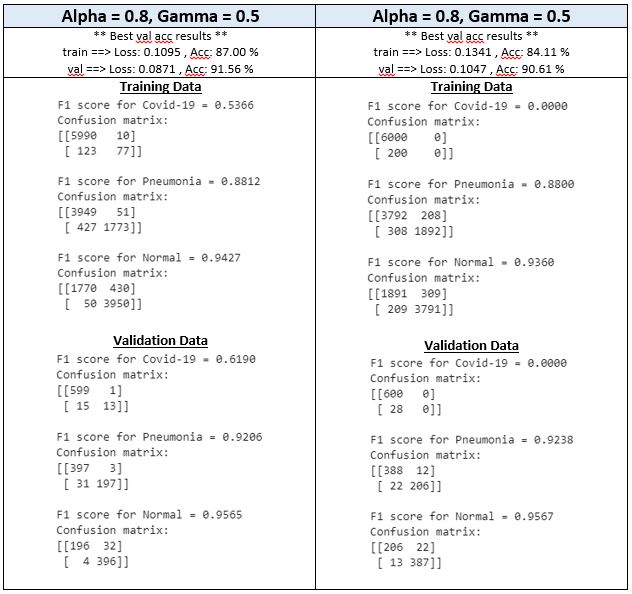 Alpha = 0.8, Gamma = 0.5
** Best val acc results **
train ==> Loss: 0.1095 , Acc: 87.00 %
val ==> Loss: 0.0871 , Acc: 91.56 %
Training Data
F1 score for Covid-19 = 0.5366
Confusion matrix:
[[5990 10]
[ 123 77]]
F1 score for Pneumonia = 0.8812
Confusion matrix:
[[3949 51]
[ 427 1773]]
F1 score for Normal = 0.9427
Confusion matrix:
[[1770 430]
[ 50 3950]]
Validation Data
F1 score for Covid-19 = 0.6190
Confusion matrix:
[[599 1]
[ 15 13]]
F1 score for Pneumonia = 0.9206
Confusion matrix:
[[397 3]
[ 31 197]]
F1 score for Normal = 0.9565
Confusion matrix:
[[196 32]
[ 4 396]]
Alpha = 0.8, Gamma = 0.5
** Best val acc results **
train ==> Loss: 0.1341 , Acc: 84.11 %
val ==> Loss: 0.1047 , Acc: 90.61 %
Training Data
F1 score for Covid-19 = 0.0000
Confusion matrix:
[[6000 0]
[ 200 0]]
F1 score for Pneumonia = 0.8800
Confusion matrix:
[[3792 208]
[ 308 1892]]
F1 score for Normal = 0.9360
Confusion matrix:
[[1891 309]
[ 209 3791]]
Validation Data
F1 score for Covid-19 = 0.0000
Confusion matrix:
[[600 0]
[ 28 0]]
F1 score for Pneumonia = 0.9238
Confusion matrix:
[[388 12]
[ 22 206]]
F1 score for Normal = 0.9567
Confusion matrix:
[[206 22]
[ 13 387]]